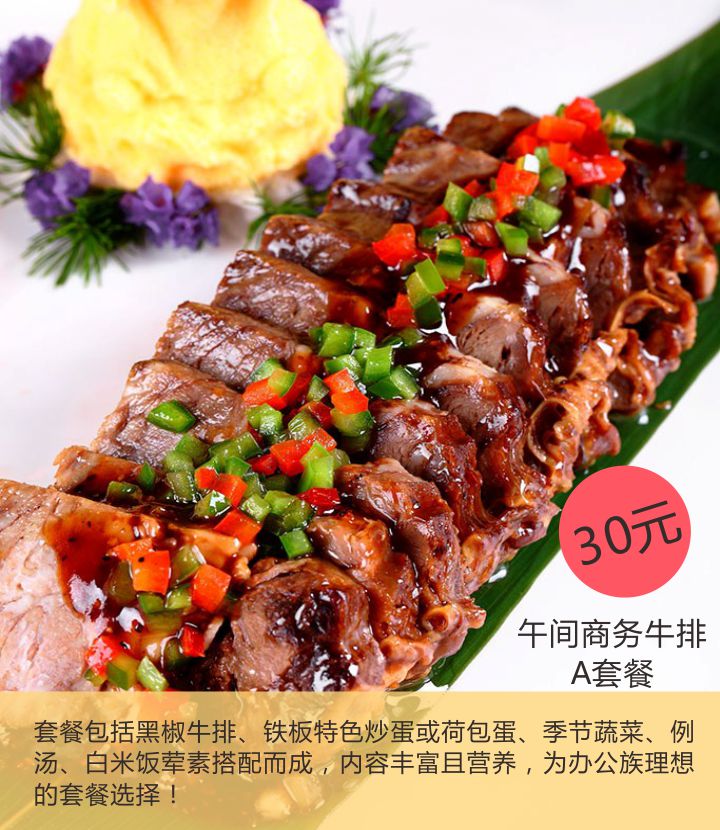 30元
午间商务牛排
A套餐
套餐包括黑椒牛排、铁板特色炒蛋或荷包蛋、季节蔬菜、例
汤、白米饭荤素搭配而成，内容丰富且营养，为办公族理想
的套餐选择！